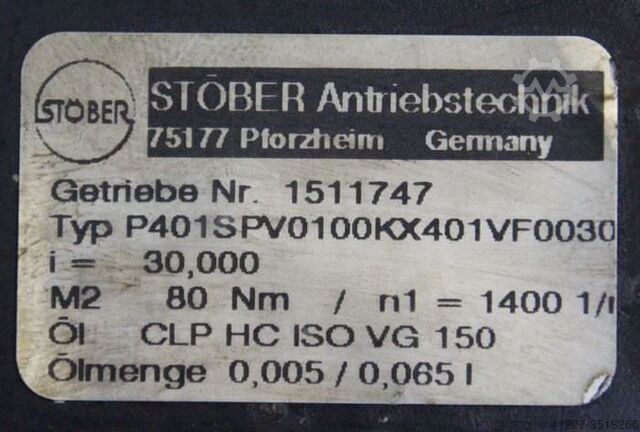 STÖBER
STÖBER Antriebstechnik
75177 Pforzheim Germany
Getriebe Nr. 1511747
Typ P401SPV0100KX401VF0030
i = 30,000
M2 80 Nm / n1 = 1400 1/
Öl CLP HC ISO VG 150
Ölmenge 0,005 / 0,065 l